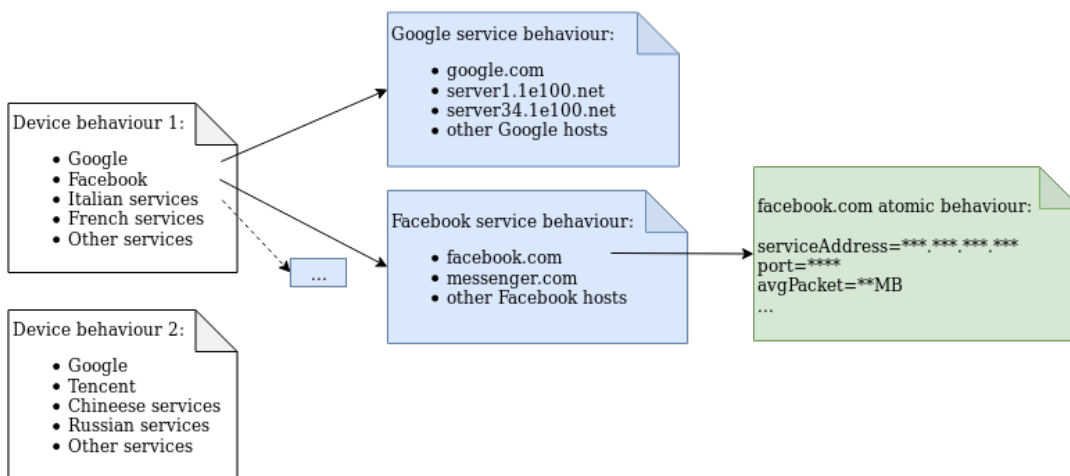 Google service behaviour:
• google.com
• server1.1e100.net
• server34.1e100.net
• other Google hosts
Device behaviour 1:
• Google
• Facebook
• Italian services
• French services
• Other services
...
Facebook service behaviour:
• facebook.com
• messenger.com
• other Facebook hosts
facebook.com atomic behaviour:
serviceAddress=***.***.***.***
port=****
avgPacket=**MB
...
Device behaviour 2:
• Google
• Tencent
• Chineese services
• Russian services
• Other services